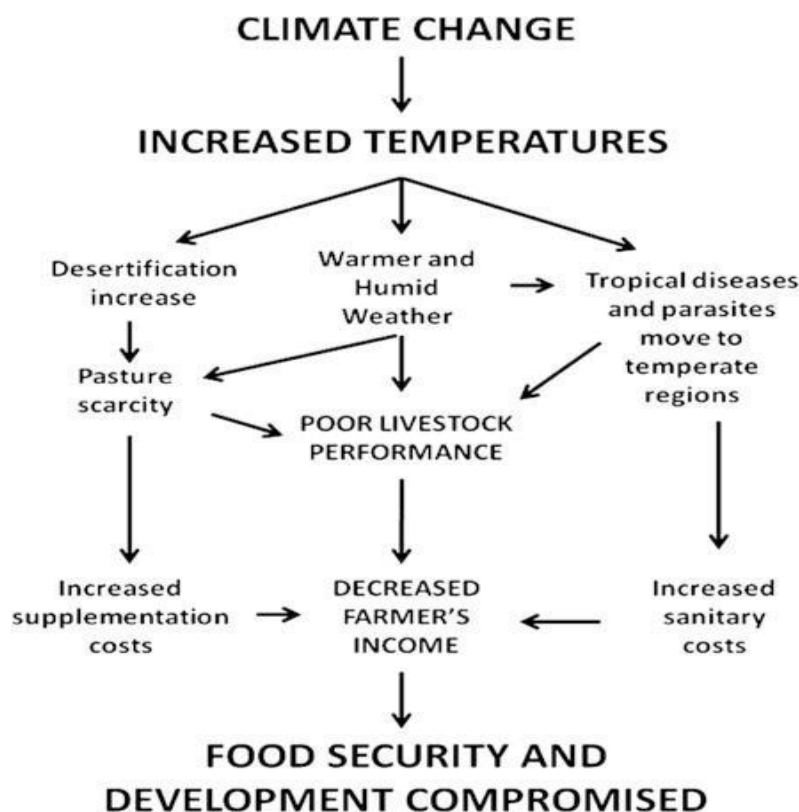 CLIMATE CHANGE
INCREASED TEMPERATURES
Desertification
increase
Warmer and
Humid
Weather
Tropical diseases
and parasites
move to
temperate
regions
Pasture
scarcity
POOR LIVESTOCK
PERFORMANCE
Increased
supplementation
costs
DECREASED
FARMER'S
INCOME
Increased
sanitary
costs
FOOD SECURITY AND
DEVELOPMENT COMPROMISED